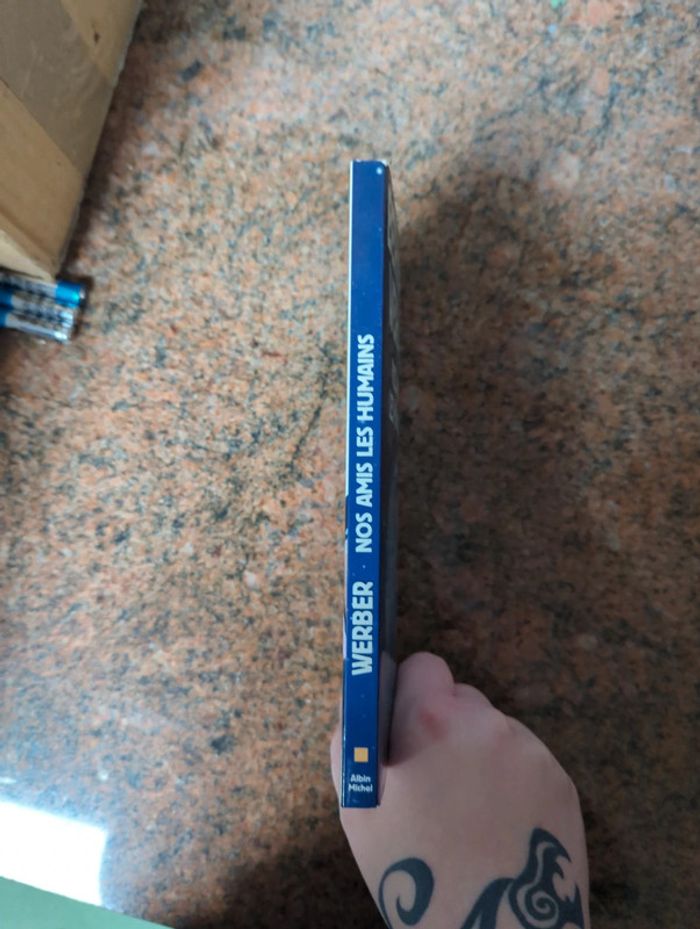 WERBER · NOS AMIS LES HUMAINS
Albin
Michel